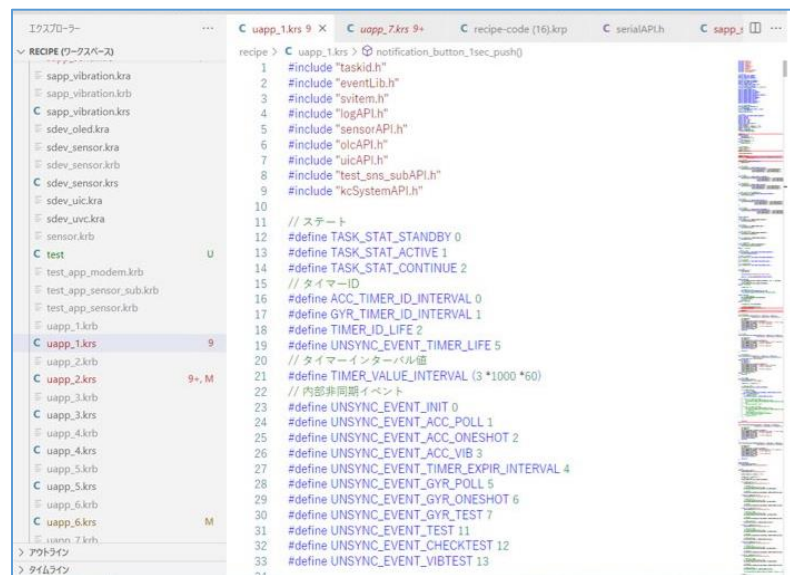 エクスプローラー ...
RECIPE (ワークスペース)
sapp_vibration.kra
sapp_vibration.krb
sapp_vibration.krs
sdev_oled.kra
sdev_sensor.kra
sdev_sensor.krb
sdev_sensor.krs
sdev_uic.kra
sdev_uvc.kra
sensor.krb
test U
test_app_modem.krb
test_app_sensor_sub.krb
test_app_sensor.krb
uapp_1.krb
uapp_1.krs 9
uapp_2.krb
uapp_2.krs 9+, M
uapp_3.krb
uapp_3.krs
uapp_4.krb
uapp_4.krs
uapp_5.krb
uapp_5.krs
uapp_6.krb
uapp_6.krs M
uapp_7.krb
アウトライン
タイムライン
uapp_1.krs 9 × uapp_7.krs 9+ recipe-code (16).krp serialAPI.h sapp_s ...
recipe > uapp_1.krs > notification_button_1sec_push()
1 #include "taskid.h"
2 #include "eventLib.h"
3 #include "svitem.h"
4 #include "logAPI.h"
5 #include "sensorAPI.h"
6 #include "olcAPI.h"
7 #include "uicAPI.h"
8 #include "test_sns_subAPI.h"
9 #include "kcSystemAPI.h"
10
11 // ステート
12 #define TASK_STAT_STANDBY 0
13 #define TASK_STAT_ACTIVE 1
14 #define TASK_STAT_CONTINUE 2
15 // タイマーID
16 #define ACC_TIMER_ID_INTERVAL 0
17 #define GYR_TIMER_ID_INTERVAL 1
18 #define TIMER_ID_LIFE 2
19 #define UNSYNC_EVENT_TIMER_LIFE 5
20 // タイマーインターバル値
21 #define TIMER_VALUE_INTERVAL (3 *1000 *60)
22 // 内部非同期イベント
23 #define UNSYNC_EVENT_INIT 0
24 #define UNSYNC_EVENT_ACC_POLL 1
25 #define UNSYNC_EVENT_ACC_ONESHOT 2
26 #define UNSYNC_EVENT_ACC_VIB 3
27 #define UNSYNC_EVENT_TIMER_EXPIR_INTERVAL 4
28 #define UNSYNC_EVENT_GYR_POLL 5
29 #define UNSYNC_EVENT_GYR_ONESHOT 6
30 #define UNSYNC_EVENT_GYR_TEST 7
31 #define UNSYNC_EVENT_TEST 11
32 #define UNSYNC_EVENT_CHECKTEST 12
33 #define UNSYNC_EVENT_VIBTEST 13